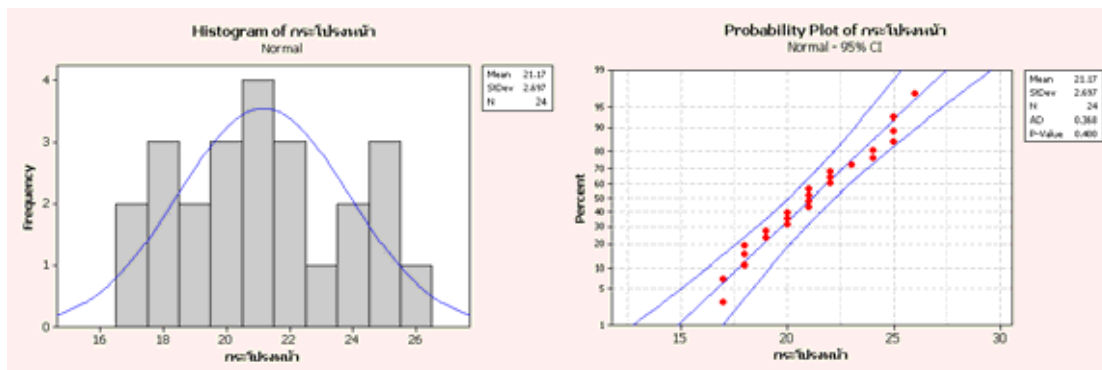 Histogram of กระโปรงหน้า
Normal
Mean 21.17
StDev 2.697
N 24
Frequency
4
3
2
1
0
16 18 20 22 24 26
กระโปรงหน้า
Probability Plot of กระโปรงหน้า
Normal - 95% CI
Mean 21.17
StDev 2.697
N 24
AD 0.368
P-Value 0.400
Percent
99
95
90
80
70
60
50
40
30
20
10
5
1
15 20 25 30
กระโปรงหน้า